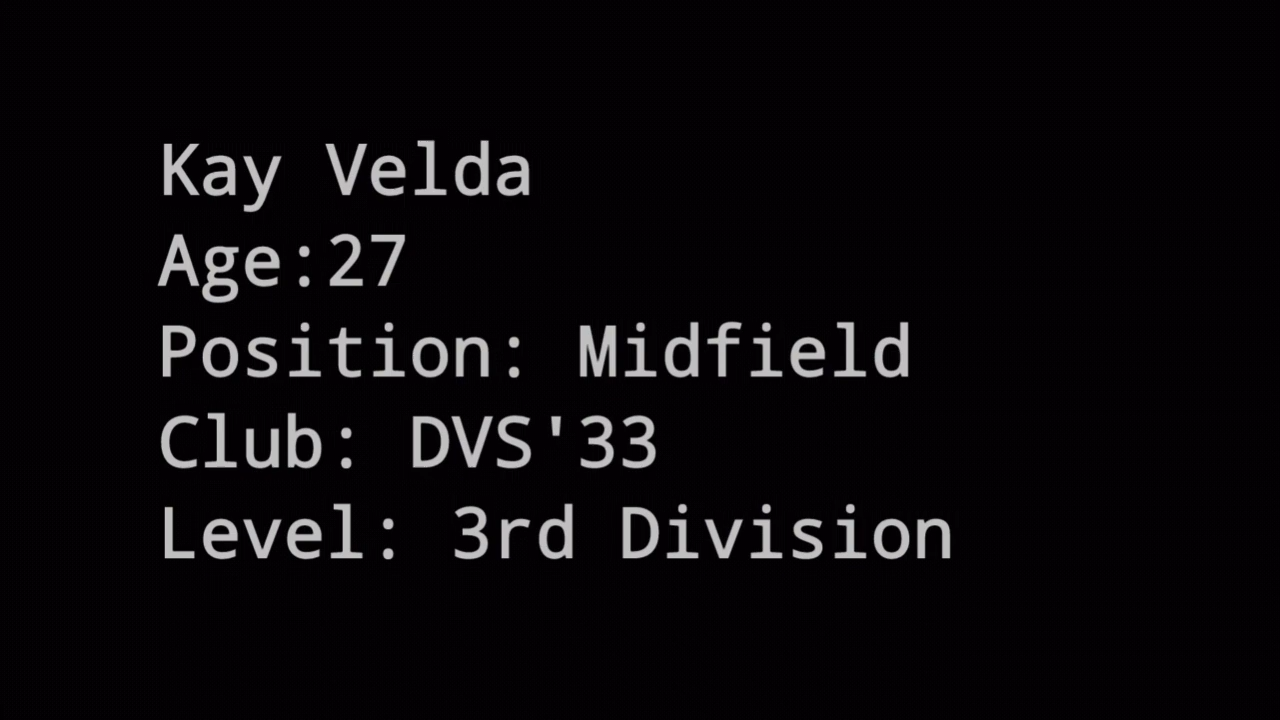 Kay Velda
Age:27
Position: Midfield
Club: DVS'33
Level: 3rd Division